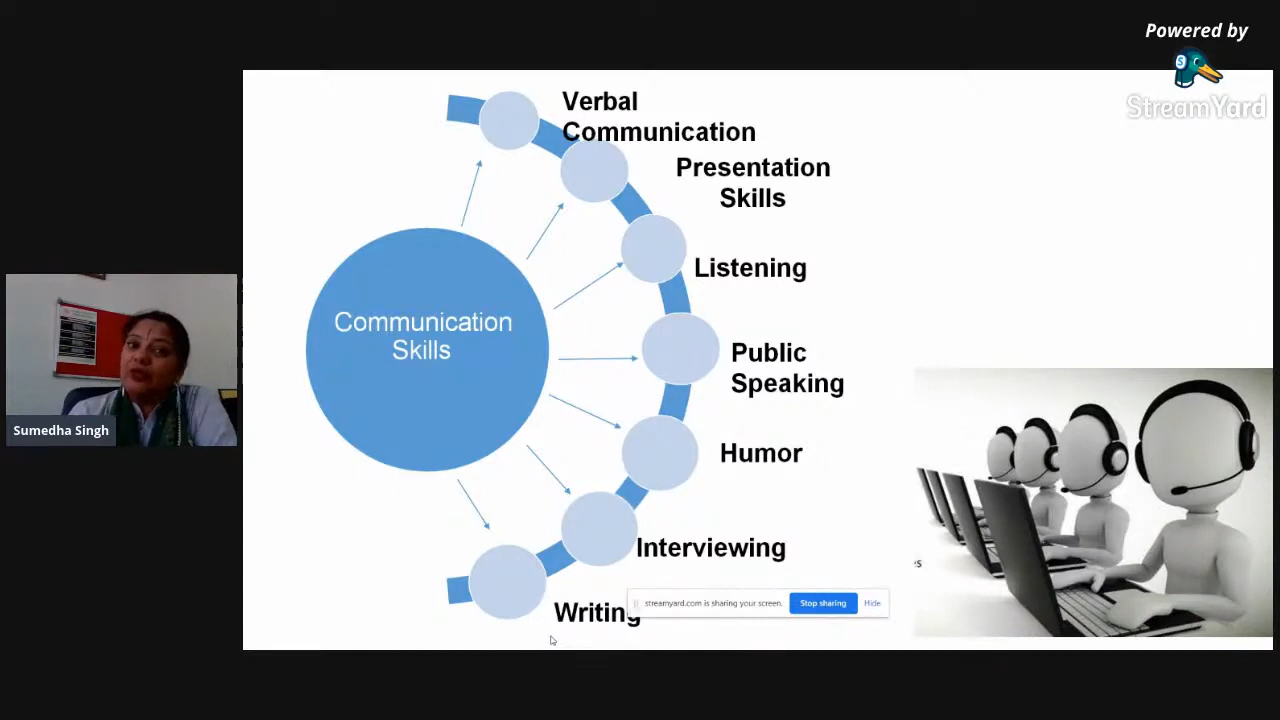 Powered by
StreamYard
Verbal
Communication
Presentation
Skills
Listening
Communication
Skills
Public
Speaking
Sumedha Singh
Humor
Interviewing
es
streamyard.com is sharing your screen.
Stop sharing
Hide
Writing